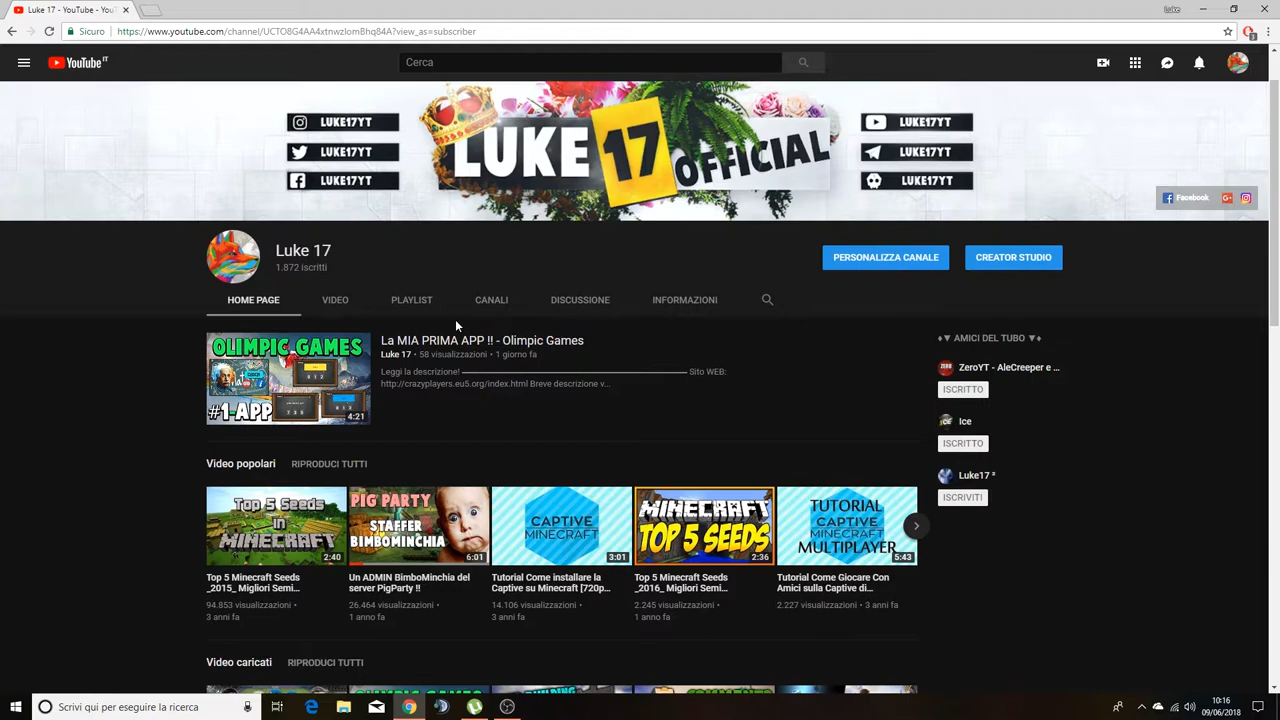 Luke 17 - YouTube - You
luke
Sicuro
https://www.youtube.com/channel/UCTO8G4AA4xtnwzIomBhq84A?view_as=subscriber
YouTube IT
Cerca
LUKE17YT
LUKE17YT
LUKE17YT
LUKE 17 OFFICIAL
LUKE17YT
LUKE17YT
LUKE17YT
Facebook
Luke 17
1.872 iscritti
PERSONALIZZA CANALE
CREATOR STUDIO
HOME PAGE
VIDEO
PLAYLIST
CANALI
DISCUSSIONE
INFORMAZIONI
OLIMPIC GAMES
#1 APP
4:21
La MIA PRIMA APP !! - Olimpic Games
Luke 17 • 58 visualizzazioni • 1 giorno fa
Leggi la descrizione! Sito WEB:
http://crazyplayers.eu5.org/index.html Breve descrizione v...
♦▼ AMICI DEL TUBO ▼♦
ZeroYT - AleCreeper e ...
ISCRITTO
Ice
ISCRITTO
Luke17 ²
ISCRIVITI
Video popolari
RIPRODUCI TUTTI
Top 5 Seeds
in
MINECRAFT
2:40
Top 5 Minecraft Seeds
_2015_ Migliori Semi...
94.853 visualizzazioni •
3 anni fa
PIG PARTY
STAFFER
BIMBOMINCHIA
6:01
Un ADMIN BimboMinchia del
server PigParty !!
26.464 visualizzazioni •
1 anno fa
CAPTIVE
MINECRAFT
3:01
Tutorial Come installare la
Captive su Minecraft [720p...
14.106 visualizzazioni •
3 anni fa
MINECRAFT
TOP 5 SEEDS
2:36
Top 5 Minecraft Seeds
_2016_ Migliori Semi...
2.245 visualizzazioni •
1 anno fa
TUTORIAL
CAPTIVE
MINECRAFT
MULTIPLAYER
5:43
Tutorial Come Giocare Con
Amici sulla Captive di...
2.227 visualizzazioni • 3 anni fa
Video caricati
RIPRODUCI TUTTI
Scrivi qui per eseguire la ricerca
10:16
09/06/2018